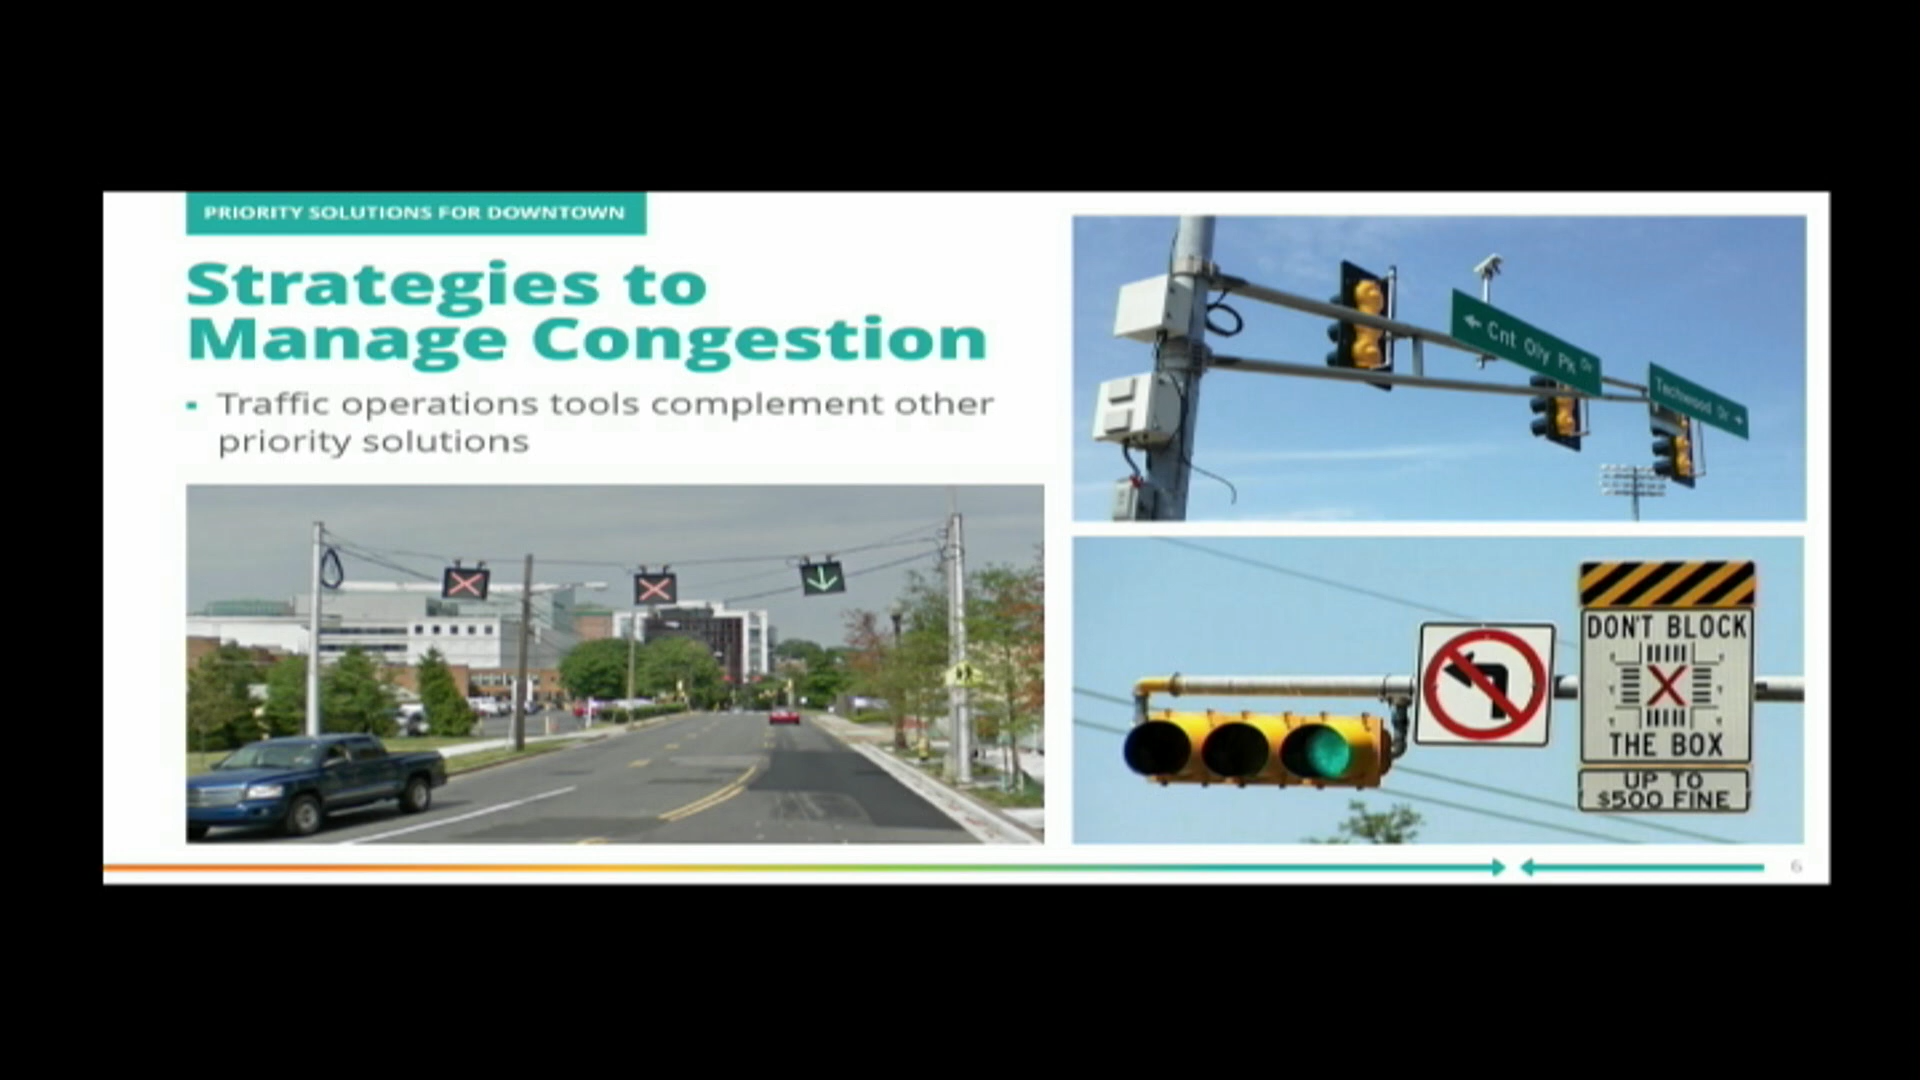 PRIORITY SOLUTIONS FOR DOWNTOWN
Strategies to
Manage Congestion
Traffic operations tools complement other
priority solutions
Cnt Oly Pk Dr
Techwood Dr
DON'T BLOCK
THE BOX
UP TO
$500 FINE
6